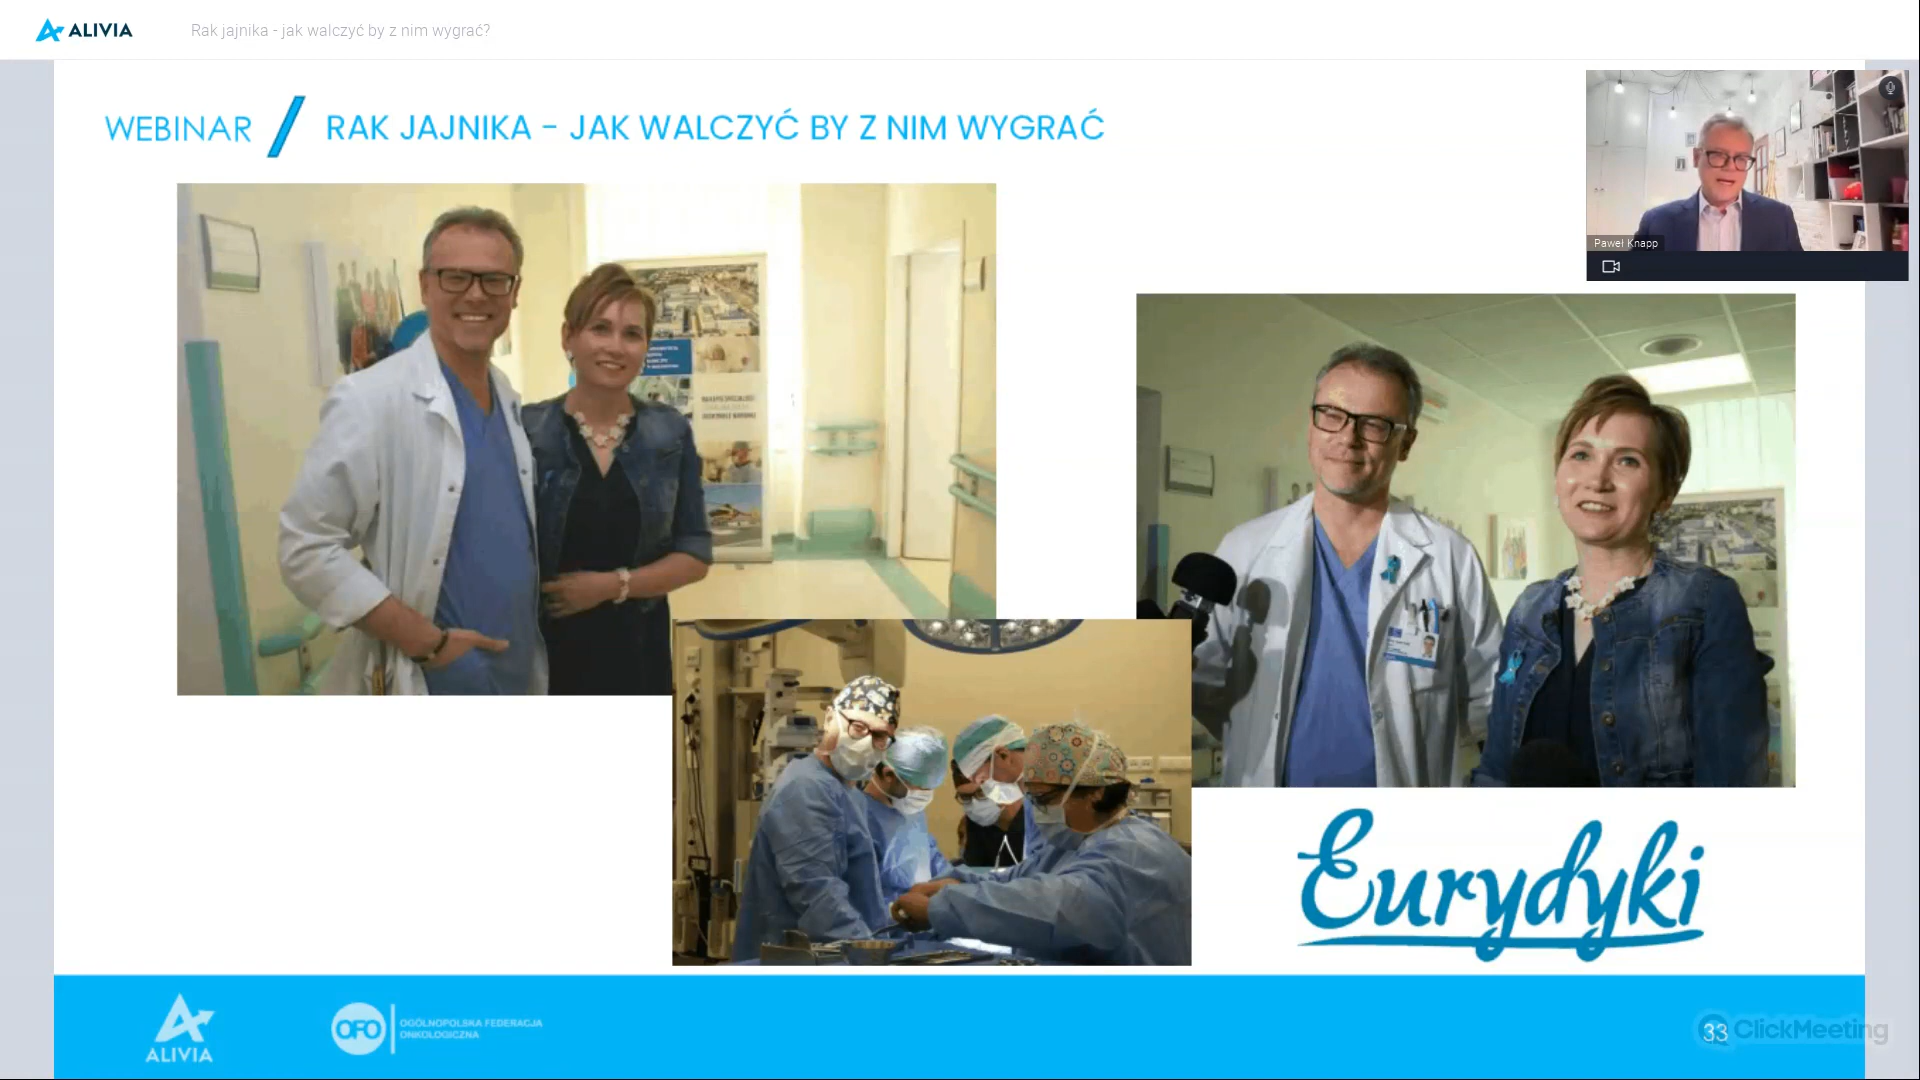 ALIVIA
Rak jajnika - jak walczyć by z nim wygrać?
WEBINAR / RAK JAJNIKA - JAK WALCZYĆ BY Z NIM WYGRAĆ
Paweł Knapp
Eurydyki
ALIVIA
OFO
OGÓLNOPOLSKA FEDERACJA
ONKOLOGICZNA
33
ClickMeeting